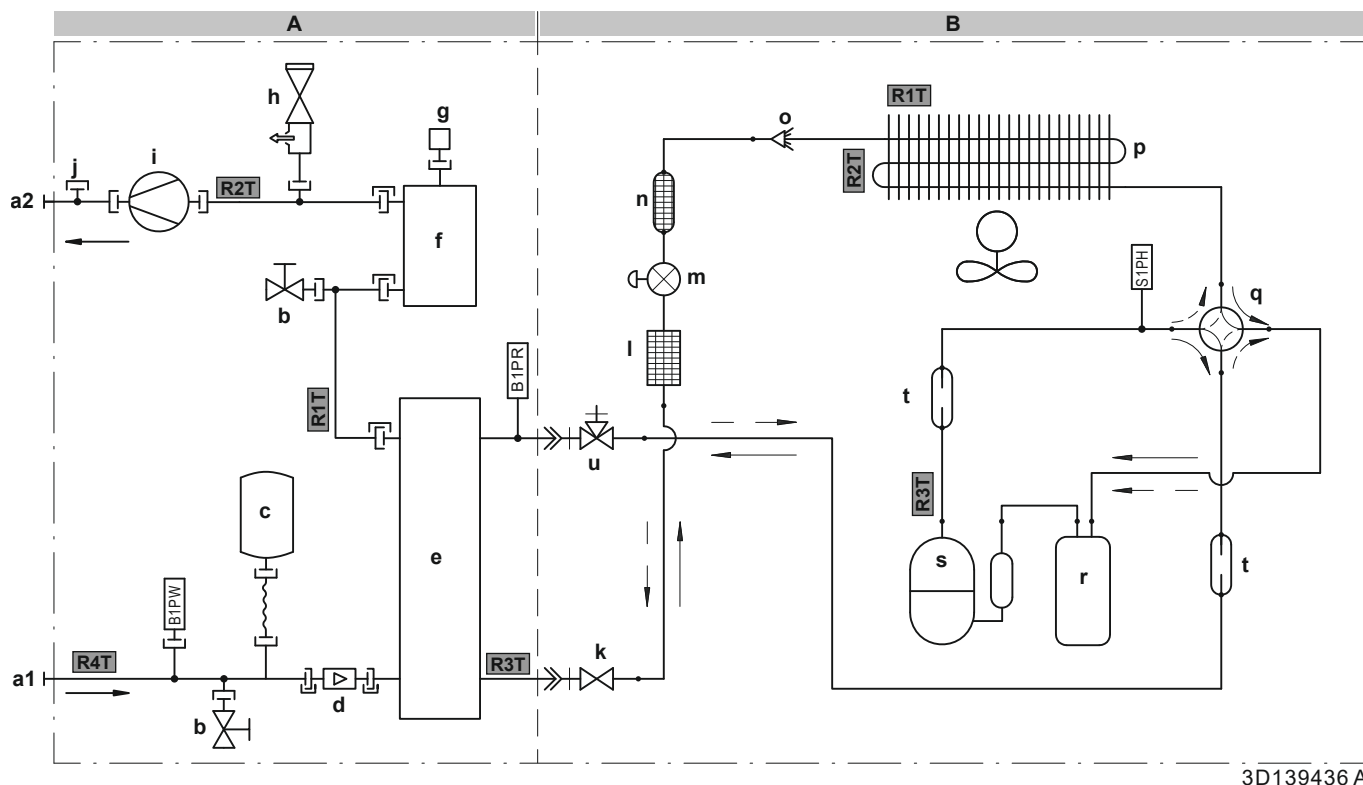 A
B
h
g
R1T
o
p
j
i
R2T
R2T
a2
n
f
S1PH
q
m
b
l
B1PR
t
R1T
u
c
R3T
e
s
r
t
B1PW
R4T
R3T
k
a1
d
b
3D139436 A